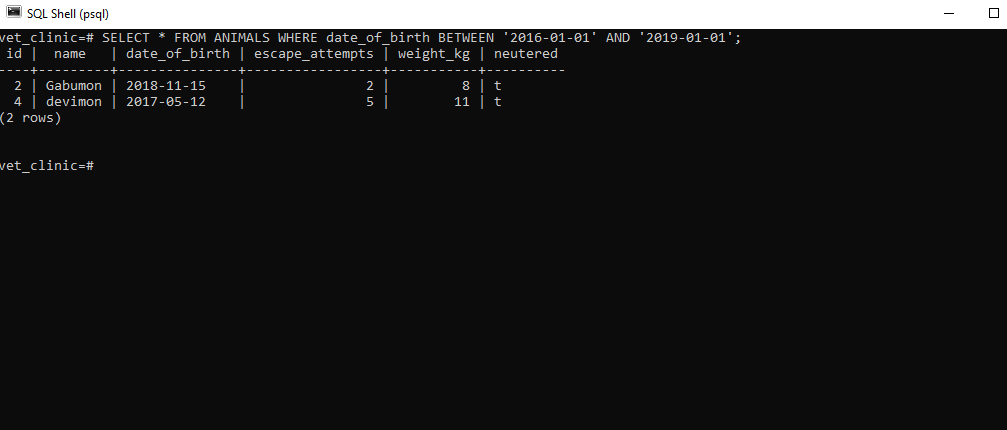 SQL Shell (psql)
vet_clinic=# SELECT * FROM ANIMALS WHERE date_of_birth BETWEEN '2016-01-01' AND '2019-01-01';
 id |  name   | date_of_birth | escape_attempts | weight_kg | neutered
----+---------+---------------+-----------------+-----------+----------
  2 | Gabumon | 2018-11-15    |               2 |         8 | t
  4 | devimon | 2017-05-12    |               5 |        11 | t
(2 rows)
vet_clinic=#